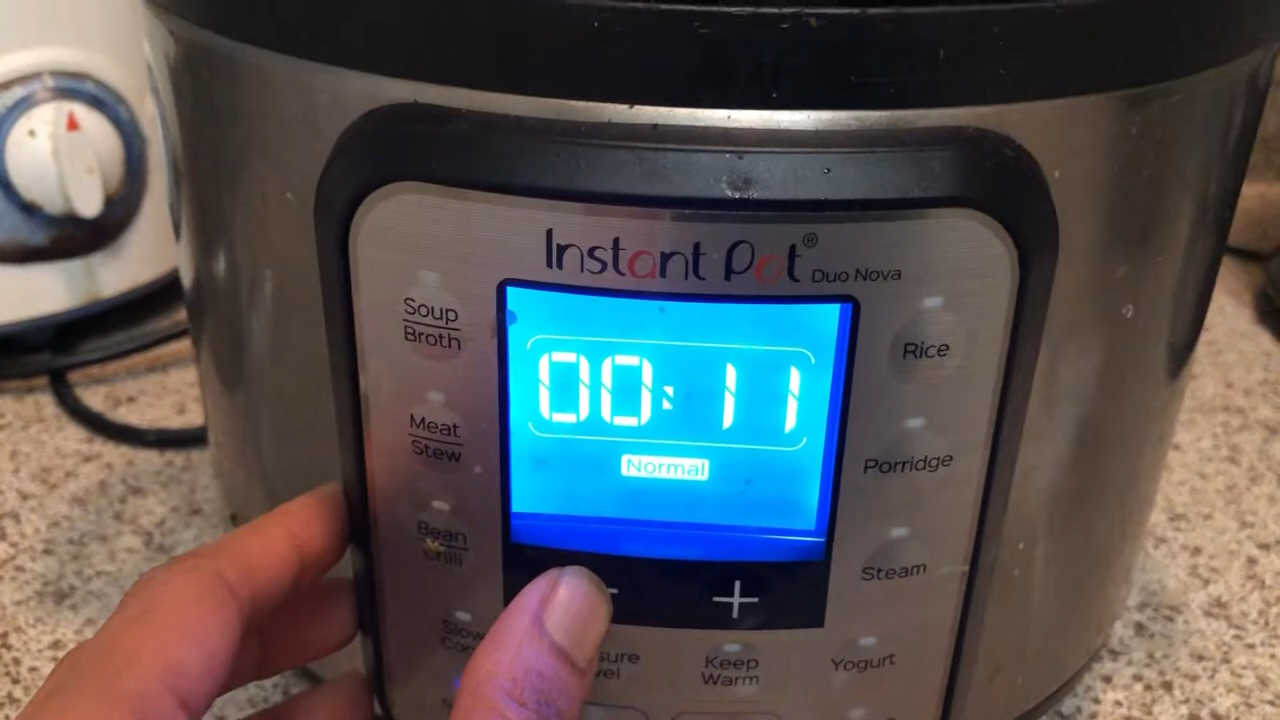 Instant Pot® Duo Nova
Soup
Broth
Meat
Stew
Bean
Chili
00:11
Normal
Rice
Porridge
Steam
Yogurt
+
Keep
Warm